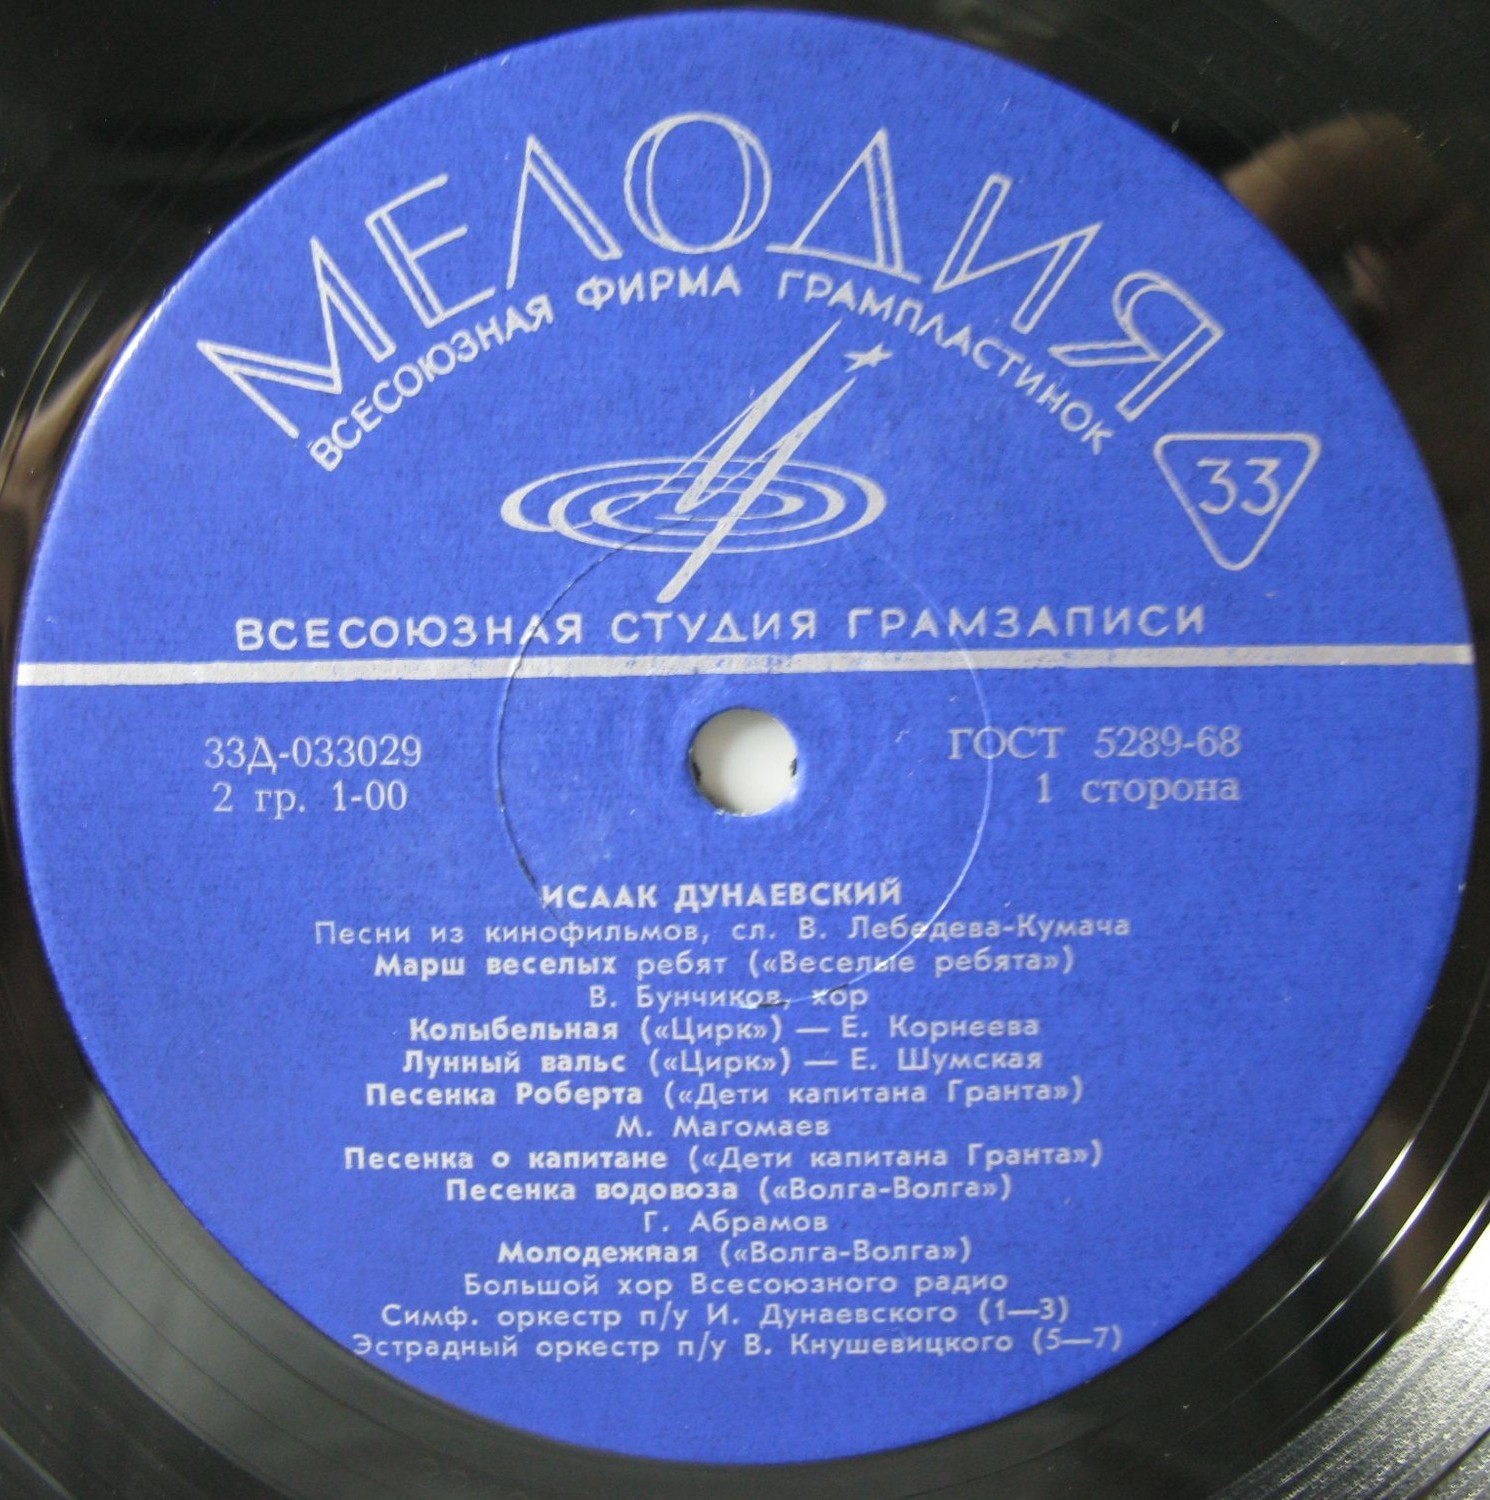 МЕЛОДИЯ
ВСЕСОЮЗНАЯ ФИРМА ГРАМПЛАСТИНОК
33
ВСЕСОЮЗНАЯ СТУДИЯ ГРАМЗАПИСИ
33Д-033029
2 гр. 1-00
ГОСТ 5289-68
1 сторона
ИСААК ДУНАЕВСКИЙ
Песни из кинофильмов, сл. В. Лебедева-Кумача
Марш веселых ребят («Веселые ребята»)
В. Бунчиков, хор
Колыбельная («Цирк») — Е. Корнеева
Лунный вальс («Цирк») — Е. Шумская
Песенка Роберта («Дети капитана Гранта»)
М. Магомаев
Песенка о капитане («Дети капитана Гранта»)
Песенка водовоза («Волга-Волга»)
Г. Абрамов
Молодежная («Волга-Волга»)
Большой хор Всесоюзного радио
Симф. оркестр п/у И. Дунаевского (1—3)
Эстрадный оркестр п/у В. Кнушевицкого (5—7)